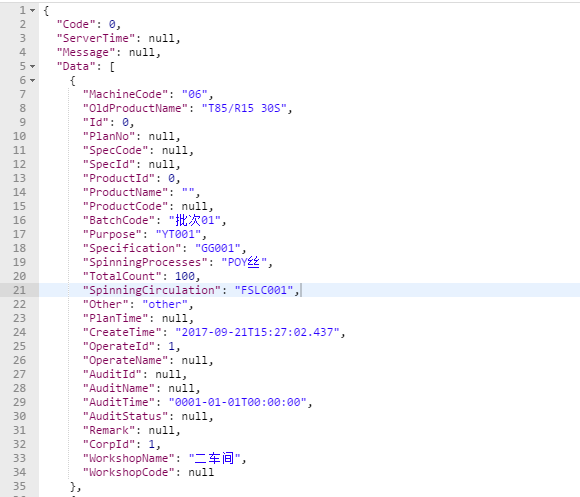 1 {
2 "Code": 0,
3 "ServerTime": null,
4 "Message": null,
5 "Data": [
6 {
7 "MachineCode": "06",
8 "OldProductName": "T85/R15 30S",
9 "Id": 0,
10 "PlanNo": null,
11 "SpecCode": null,
12 "SpecId": null,
13 "ProductId": 0,
14 "ProductName": "",
15 "ProductCode": null,
16 "BatchCode": "批次01",
17 "Purpose": "YT001",
18 "Specification": "GG001",
19 "SpinningProcesses": "POY丝",
20 "TotalCount": 100,
21 "SpinningCirculation": "FSLC001",
22 "Other": "other",
23 "PlanTime": null,
24 "CreateTime": "2017-09-21T15:27:02.437",
25 "OperateId": 1,
26 "OperateName": null,
27 "AuditId": null,
28 "AuditName": null,
29 "AuditTime": "0001-01-01T00:00:00",
30 "AuditStatus": null,
31 "Remark": null,
32 "CorpId": 1,
33 "WorkshopName": "二车间",
34 "WorkshopCode": null
35 },